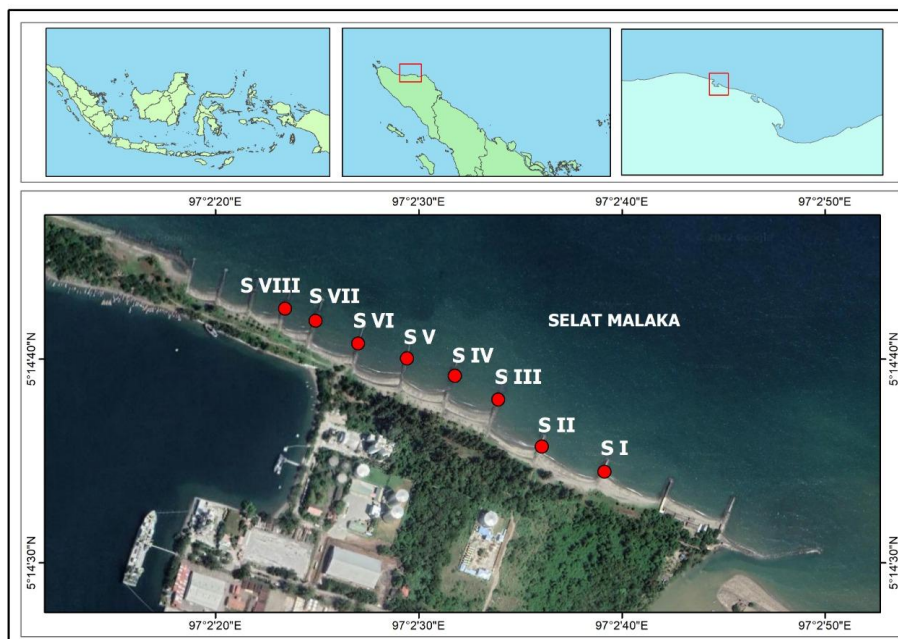 97°2'20"E 97°2'30"E 97°2'40"E 97°2'50"E
S VIII
S VII
S VI
S V
S IV
S III
S II
S I
SELAT MALAKA
5°14'40"N
5°14'30"N
5°14'40"N
5°14'30"N
97°2'20"E 97°2'30"E 97°2'40"E 97°2'50"E